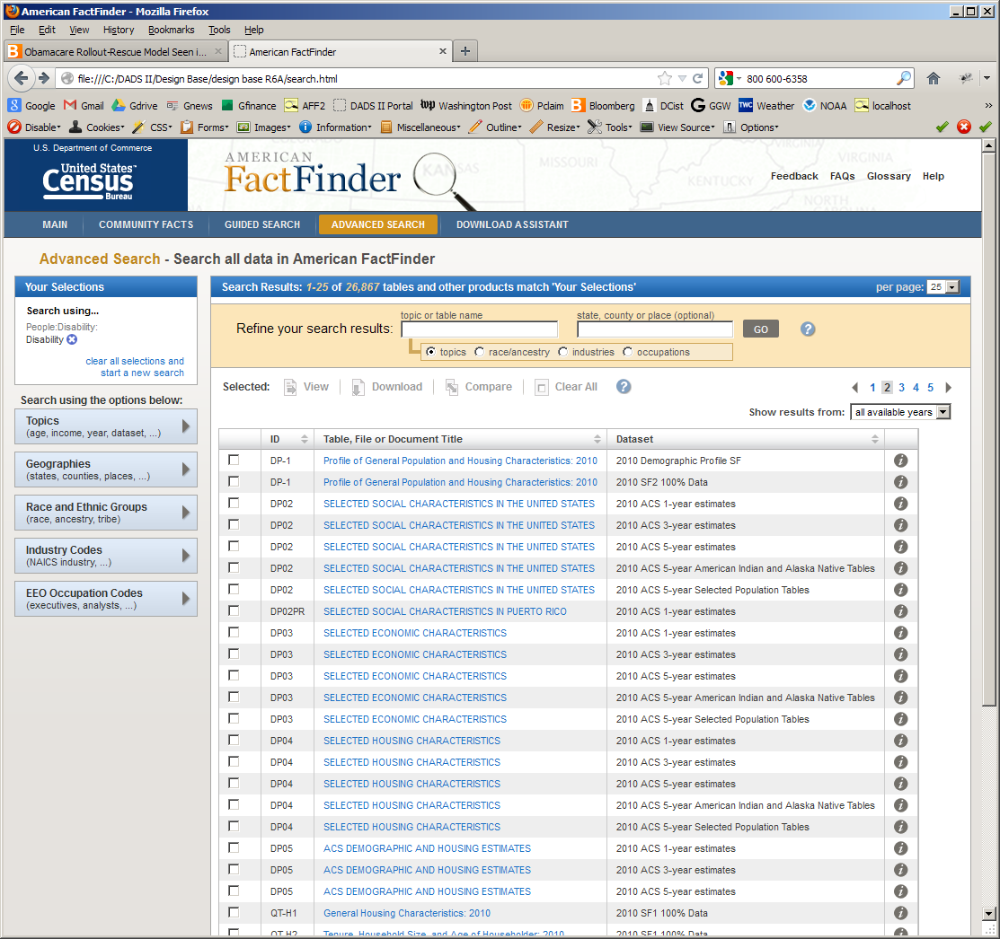 American FactFinder - Mozilla Firefox
File Edit View History Bookmarks Tools Help
Obamacare Rollout-Rescue Model Seen i... American FactFinder
file:///C:/DADS II/Design Base/design base R6A/search.html 800 600-6358
Google Gmail Gdrive Gnews Gfinance AFF2 DADS II Portal Washington Post Pclaim Bloomberg DCist GGW Weather NOAA localhost
Disable Cookies CSS Forms Images Information Miscellaneous Outline Resize Tools View Source Options
U.S. Department of Commerce
United States™
Census
Bureau
AMERICAN
FactFinder
KANSAS MISSOURI KENTUCKY VIRGINIA VIRGINIA NORTH CAROLINA
Feedback FAQs Glossary Help
MAIN COMMUNITY FACTS GUIDED SEARCH ADVANCED SEARCH DOWNLOAD ASSISTANT
Advanced Search - Search all data in American FactFinder
Your Selections
Search using...
People:Disability:
Disability
clear all selections and
start a new search
Search using the options below:
Topics
(age, income, year, dataset, ...)
Geographies
(states, counties, places, ...)
Race and Ethnic Groups
(race, ancestry, tribe)
Industry Codes
(NAICS industry, ...)
EEO Occupation Codes
(executives, analysts, ...)
Search Results: 1-25 of 26,867 tables and other products match 'Your Selections' per page: 25
topic or table name state, county or place (optional)
Refine your search results: GO ?
topics race/ancestry industries occupations
Selected: View Download Compare Clear All ? 1 2 3 4 5
Show results from: all available years
ID Table, File or Document Title Dataset
DP-1 Profile of General Population and Housing Characteristics: 2010 2010 Demographic Profile SF
DP-1 Profile of General Population and Housing Characteristics: 2010 2010 SF2 100% Data
DP02 SELECTED SOCIAL CHARACTERISTICS IN THE UNITED STATES 2010 ACS 1-year estimates
DP02 SELECTED SOCIAL CHARACTERISTICS IN THE UNITED STATES 2010 ACS 3-year estimates
DP02 SELECTED SOCIAL CHARACTERISTICS IN THE UNITED STATES 2010 ACS 5-year estimates
DP02 SELECTED SOCIAL CHARACTERISTICS IN THE UNITED STATES 2010 ACS 5-year American Indian and Alaska Native Tables
DP02 SELECTED SOCIAL CHARACTERISTICS IN THE UNITED STATES 2010 ACS 5-year Selected Population Tables
DP02PR SELECTED SOCIAL CHARACTERISTICS IN PUERTO RICO 2010 ACS 1-year estimates
DP03 SELECTED ECONOMIC CHARACTERISTICS 2010 ACS 1-year estimates
DP03 SELECTED ECONOMIC CHARACTERISTICS 2010 ACS 3-year estimates
DP03 SELECTED ECONOMIC CHARACTERISTICS 2010 ACS 5-year estimates
DP03 SELECTED ECONOMIC CHARACTERISTICS 2010 ACS 5-year American Indian and Alaska Native Tables
DP03 SELECTED ECONOMIC CHARACTERISTICS 2010 ACS 5-year Selected Population Tables
DP04 SELECTED HOUSING CHARACTERISTICS 2010 ACS 1-year estimates
DP04 SELECTED HOUSING CHARACTERISTICS 2010 ACS 3-year estimates
DP04 SELECTED HOUSING CHARACTERISTICS 2010 ACS 5-year estimates
DP04 SELECTED HOUSING CHARACTERISTICS 2010 ACS 5-year American Indian and Alaska Native Tables
DP04 SELECTED HOUSING CHARACTERISTICS 2010 ACS 5-year Selected Population Tables
DP05 ACS DEMOGRAPHIC AND HOUSING ESTIMATES 2010 ACS 1-year estimates
DP05 ACS DEMOGRAPHIC AND HOUSING ESTIMATES 2010 ACS 3-year estimates
DP05 ACS DEMOGRAPHIC AND HOUSING ESTIMATES 2010 ACS 5-year estimates
QT-H1 General Housing Characteristics: 2010 2010 SF1 100% Data
QT-H2 Tenure, Household Size, and Age of Householder: 2010 2010 SF1 100% Data